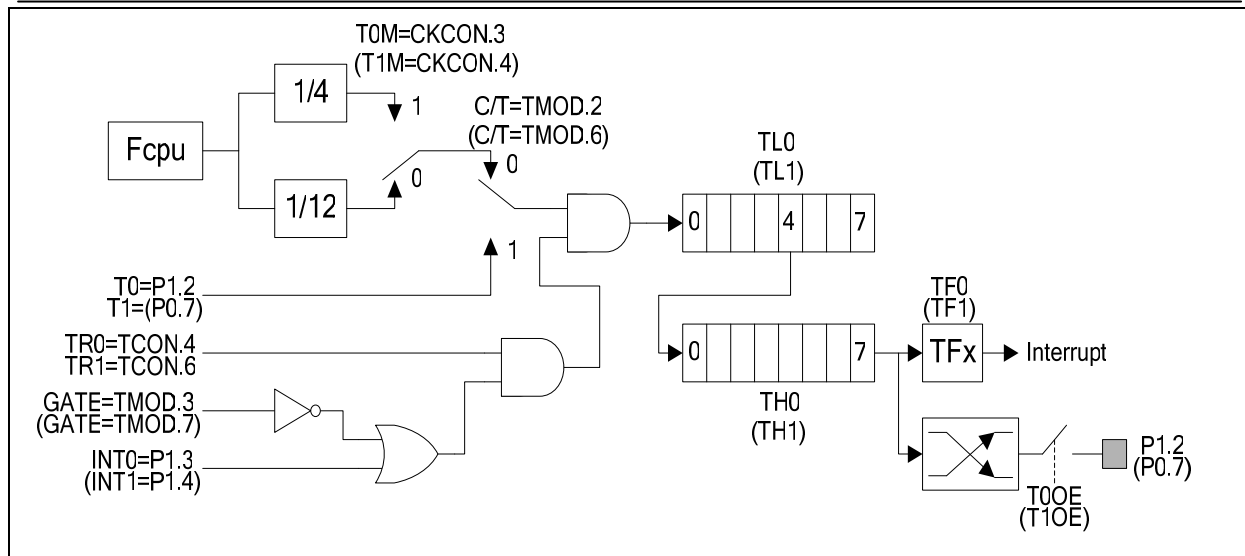 T0M=CKCON.3
(T1M=CKCON.4)
1/4
1
C/T=TMOD.2
(C/T=TMOD.6)
Fcpu
0
0
1/12
TL0
(TL1)
0 4 7
1
T0=P1.2
T1=(P0.7)
TR0=TCON.4
TR1=TCON.6
TF0
(TF1)
0 7
TFx
Interrupt
TH0
(TH1)
GATE=TMOD.3
(GATE=TMOD.7)
INT0=P1.3
(INT1=P1.4)
P1.2
(P0.7)
T0OE
(T1OE)